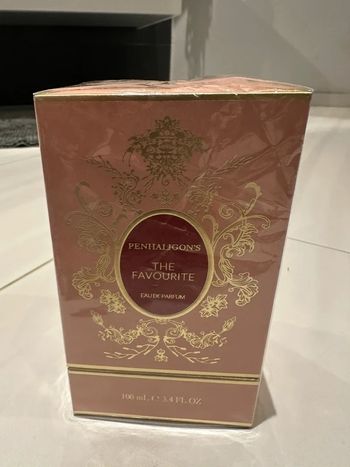 PENHALIGON'S
THE
FAVOURITE
EAU DE PARFUM
100 mL ℮ 3.4 FL.OZ